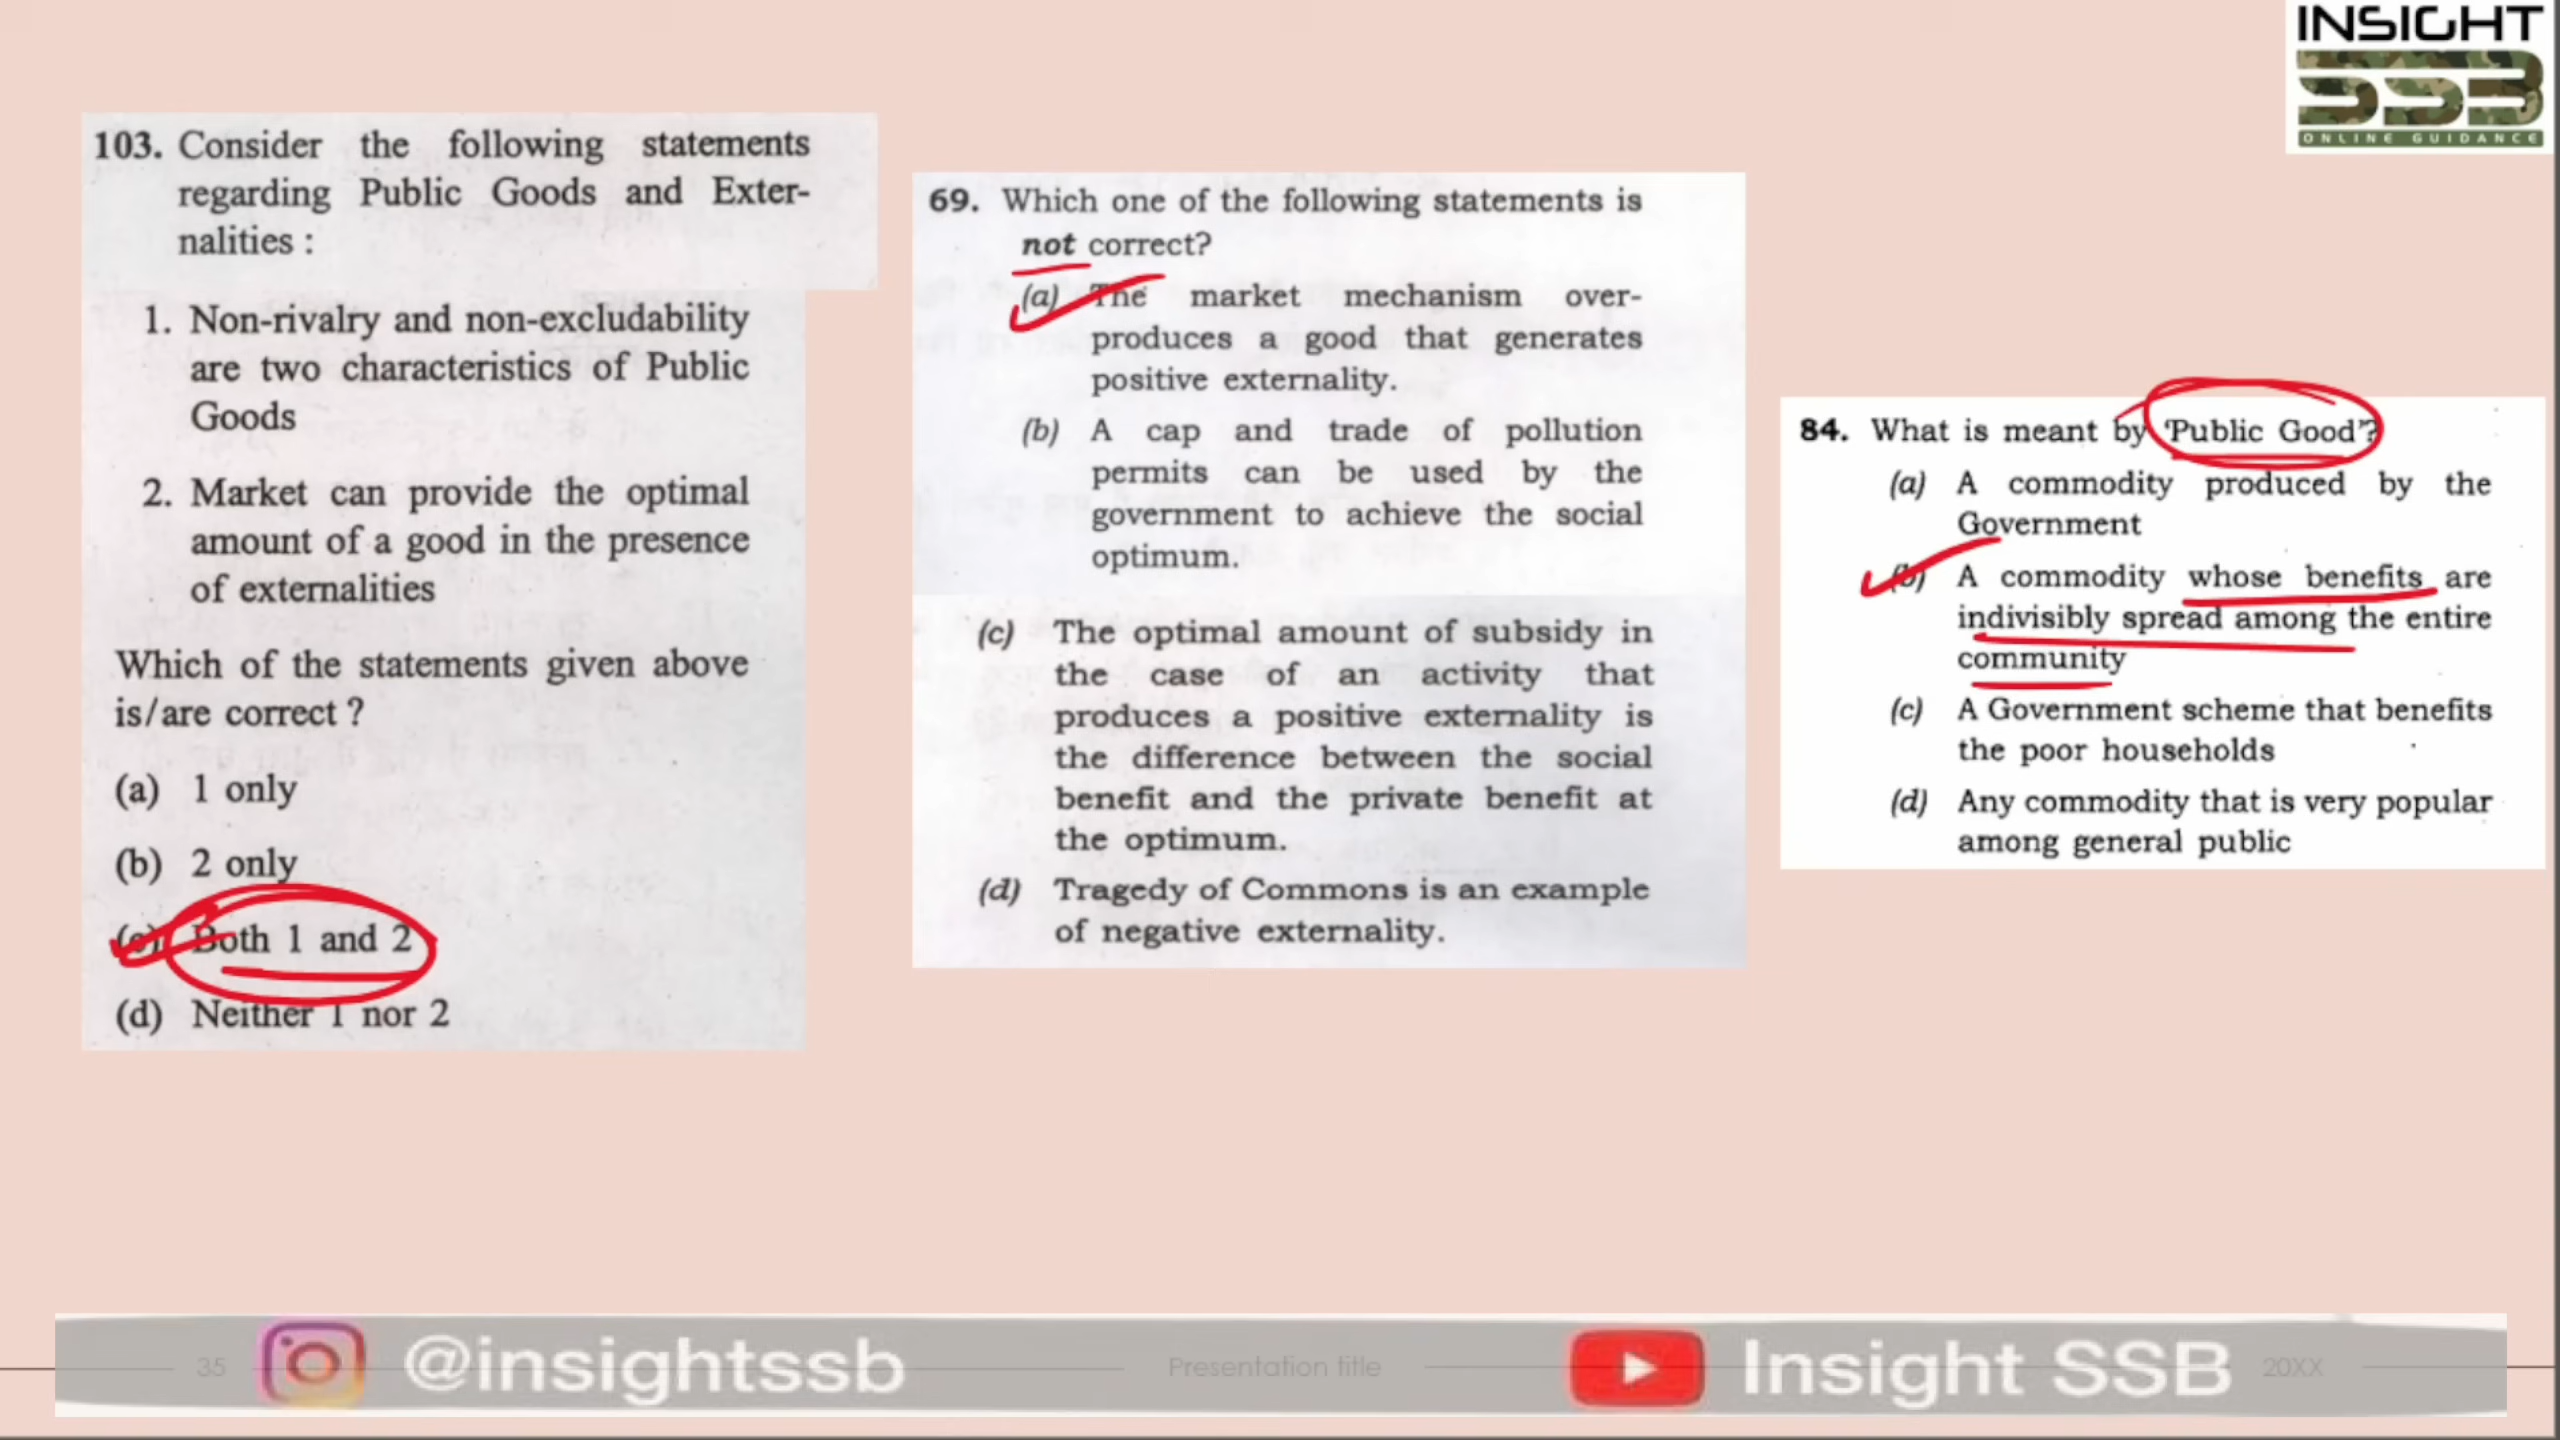 INSIGHT
SSB
ONLINE GUIDANCE
103. Consider the following statements
regarding Public Goods and Exter-
nalities :
1. Non-rivalry and non-excludability
are two characteristics of Public
Goods
2. Market can provide the optimal
amount of a good in the presence
of externalities
Which of the statements given above
is/are correct ?
(a) 1 only
(b) 2 only
(c) Both 1 and 2
(d) Neither 1 nor 2
69. Which one of the following statements is
not correct?
(a) The market mechanism over-
produces a good that generates
positive externality.
(b) A cap and trade of pollution
permits can be used by the
government to achieve the social
optimum.
(c) The optimal amount of subsidy in
the case of an activity that
produces a positive externality is
the difference between the social
benefit and the private benefit at
the optimum.
(d) Tragedy of Commons is an example
of negative externality.
84. What is meant by 'Public Good'?
(a) A commodity produced by the
Government
(b) A commodity whose benefits are
indivisibly spread among the entire
community
(c) A Government scheme that benefits
the poor households
(d) Any commodity that is very popular
among general public
35
@insightssb
Presentation title
Insight SSB
20XX